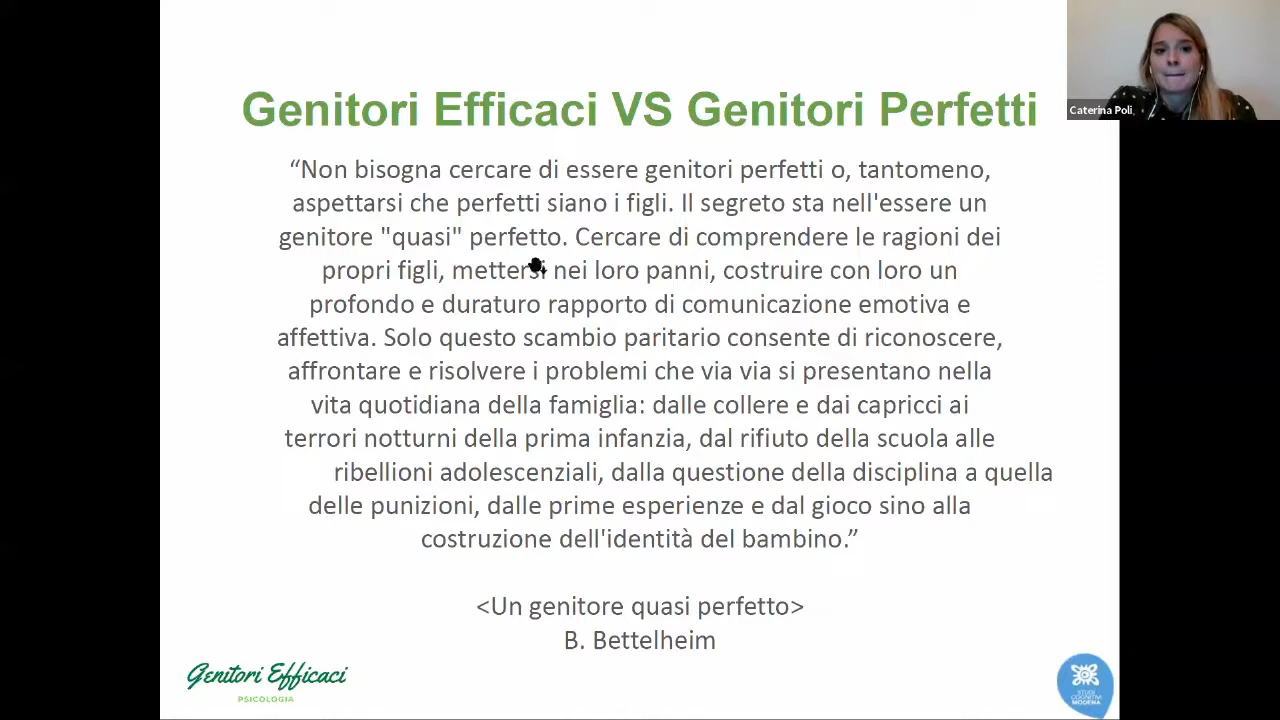 Genitori Efficaci VS Genitori Perfetti
Caterina Poli
“Non bisogna cercare di essere genitori perfetti o, tantomeno,
aspettarsi che perfetti siano i figli. Il segreto sta nell'essere un
genitore "quasi" perfetto. Cercare di comprendere le ragioni dei
propri figli, mettersi nei loro panni, costruire con loro un
profondo e duraturo rapporto di comunicazione emotiva e
affettiva. Solo questo scambio paritario consente di riconoscere,
affrontare e risolvere i problemi che via via si presentano nella
vita quotidiana della famiglia: dalle collere e dai capricci ai
terrori notturni della prima infanzia, dal rifiuto della scuola alle
ribellioni adolescenziali, dalla questione della disciplina a quella
delle punizioni, dalle prime esperienze e dal gioco sino alla
costruzione dell'identità del bambino.”
<Un genitore quasi perfetto>
B. Bettelheim
Genitori Efficaci
PSICOLOGIA
STUDI
COGNITIVI
MODENA